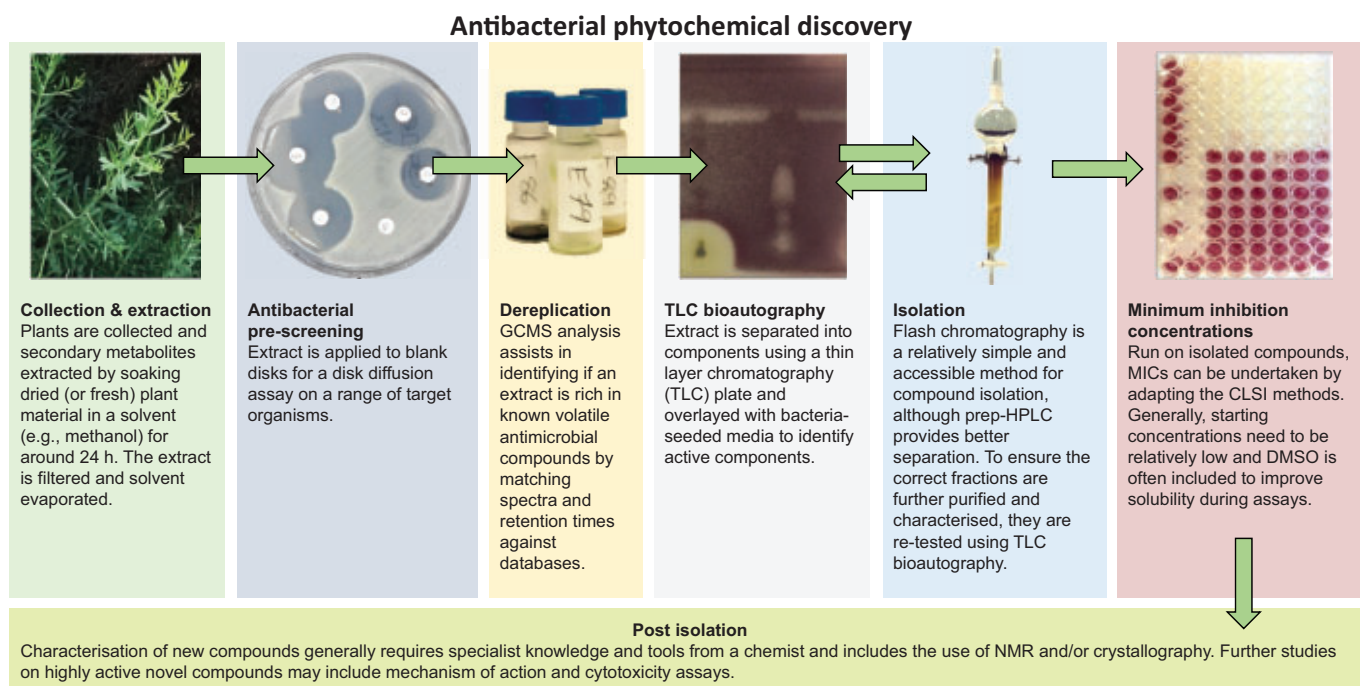 Antibacterial phytochemical discovery
Collection & extraction
Plants are collected and
secondary metabolites
extracted by soaking
dried (or fresh) plant
material in a solvent
(e.g., methanol) for
around 24 h. The extract
is filtered and solvent
evaporated.
Antibacterial
pre-screening
Extract is applied to blank
disks for a disk diffusion
assay on a range of target
organisms.
Dereplication
GCMS analysis
assists in
identifying if an
extract is rich in
known volatile
antimicrobial
compounds by
matching
spectra and
retention times
against
databases.
TLC bioautography
Extract is separated into
components using a thin
layer chromatography
(TLC) plate and
overlayed with bacteria-
seeded media to identify
active components.
Isolation
Flash chromatography is
a relatively simple and
accessible method for
compound isolation,
although prep-HPLC
provides better
separation. To ensure the
correct fractions are
further purified and
characterised, they are
re-tested using TLC
bioautography.
Minimum inhibition
concentrations
Run on isolated compounds,
MICs can be undertaken by
adapting the CLSI methods.
Generally, starting
concentrations need to be
relatively low and DMSO is
often included to improve
solubility during assays.
Post isolation
Characterisation of new compounds generally requires specialist knowledge and tools from a chemist and includes the use of NMR and/or crystallography. Further studies
on highly active novel compounds may include mechanism of action and cytotoxicity assays.